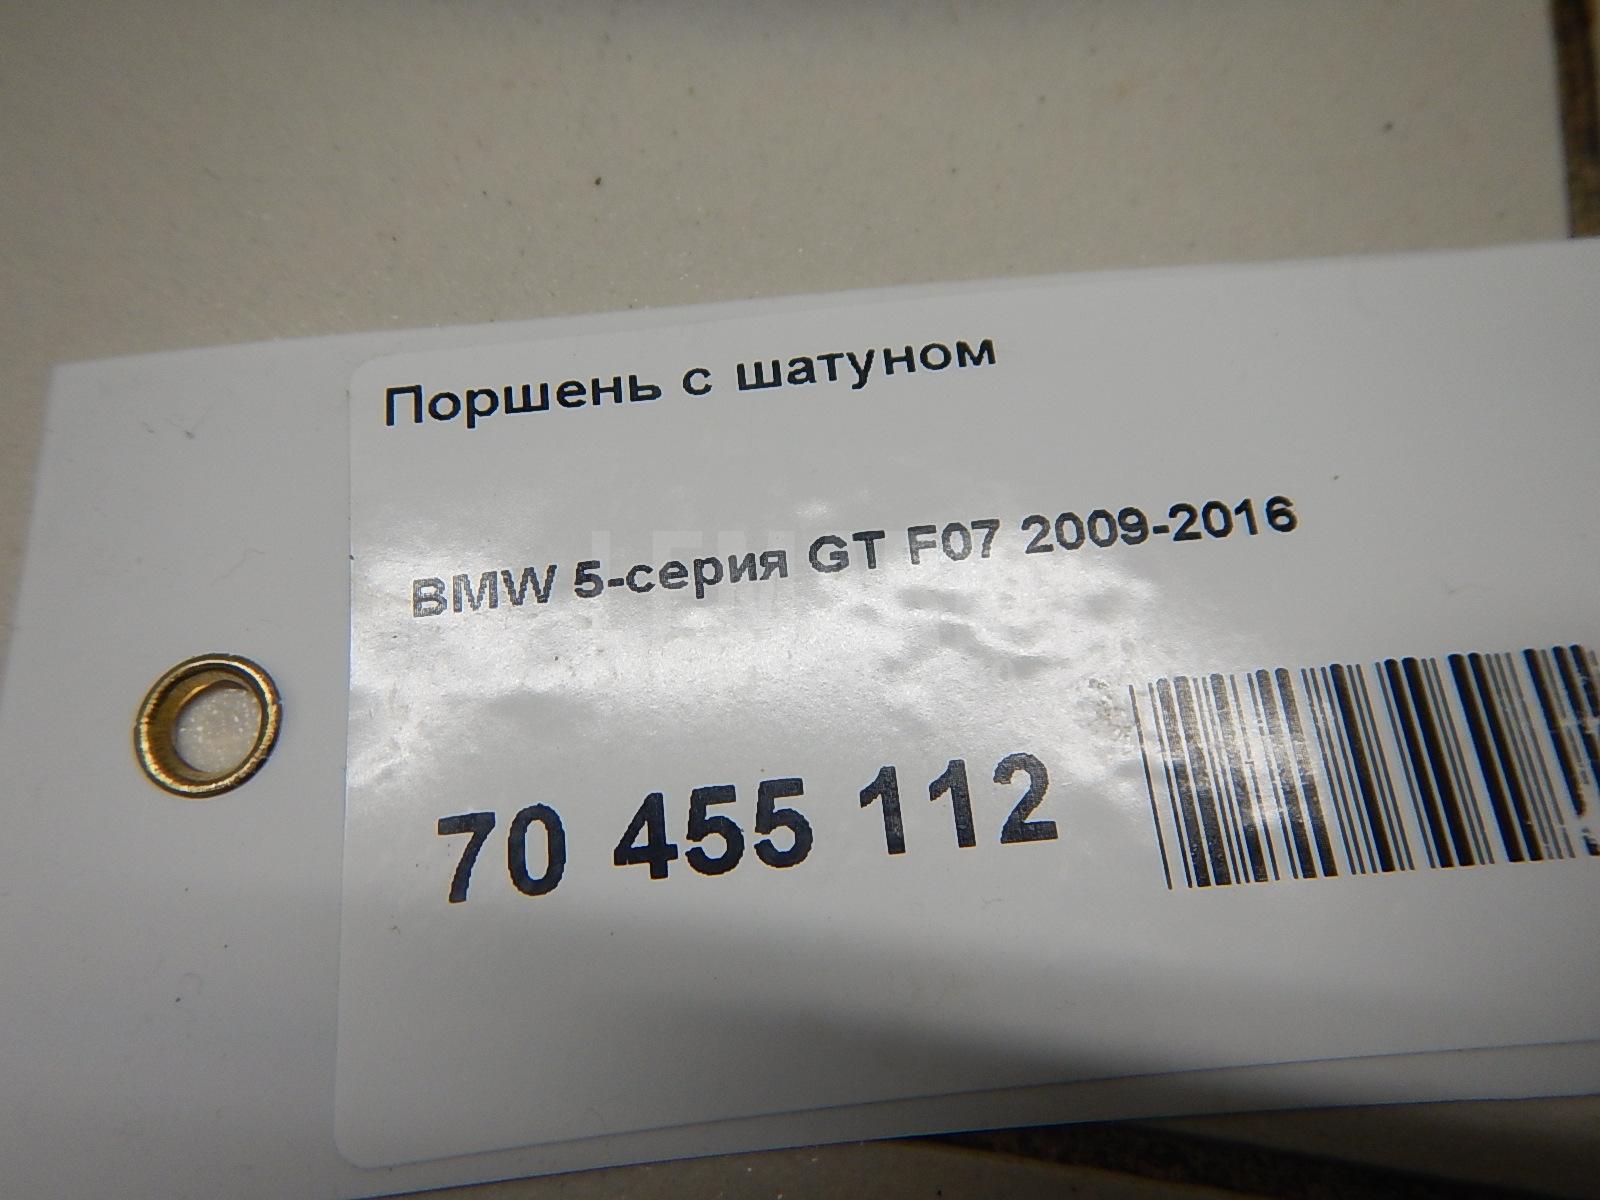 Поршень с шатуном
BMW 5-серия GT F07 2009-2016
70 455 112